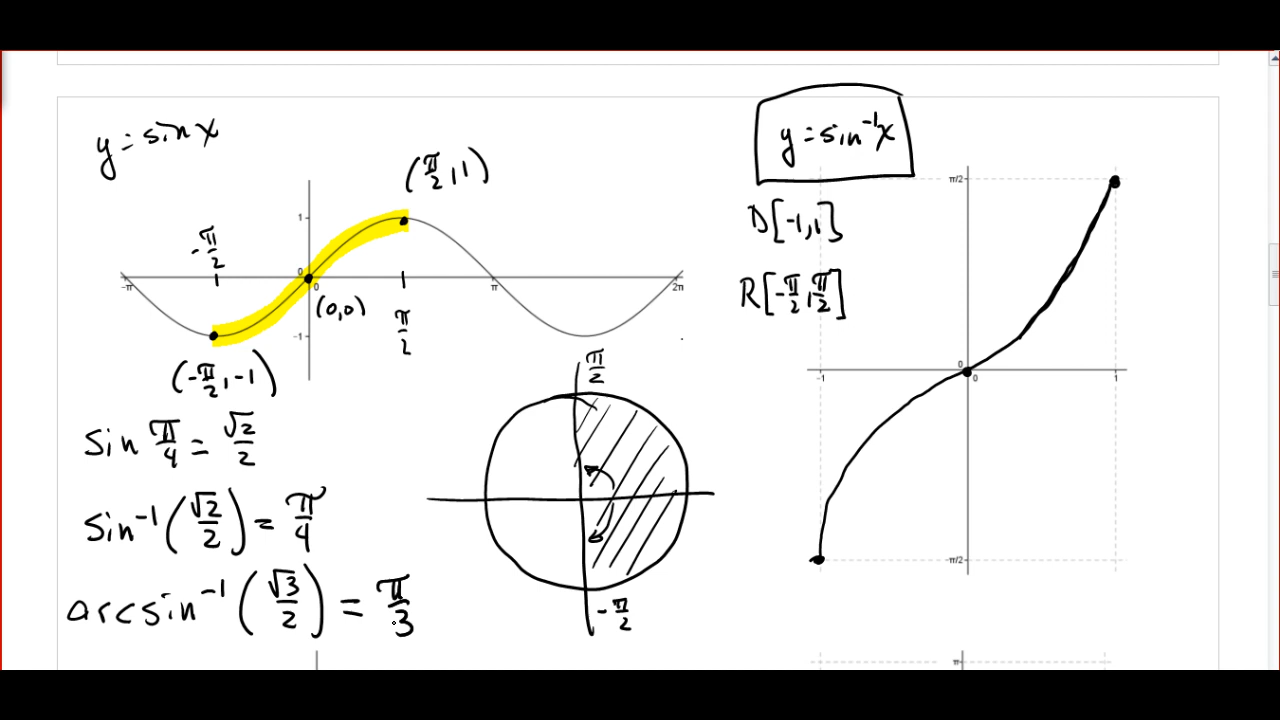 y = sin x
(π/2, 1)
1
-π/2
0
-π
0
π
2π
(0,0)
π/2
-1
(-π/2, -1)
sin π/4 = √2/2
sin⁻¹(√2/2) = π/4
arcsin⁻¹(√3/2) = π/3
π/2
-π/2
y = sin⁻¹x
D[-1,1]
R[-π/2, π/2]
π/2
0
-1
0
1
-π/2
π